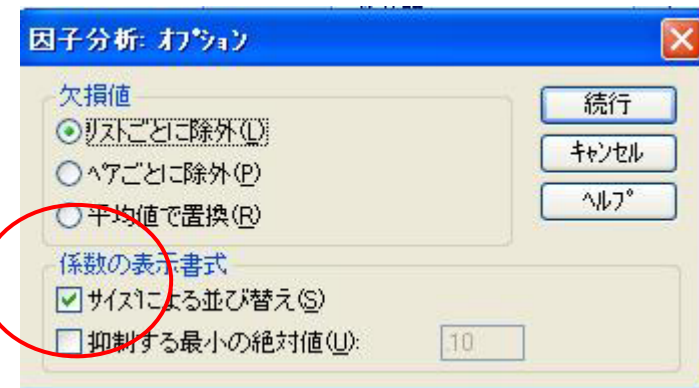 因子分析: オプション
欠損値
リストごとに除外(L)
ペアごとに除外(P)
平均値で置換(R)
続行
キャンセル
ヘルプ
係数の表示書式
サイズによる並び替え(S)
抑制する最小の絶対値(U):
.10